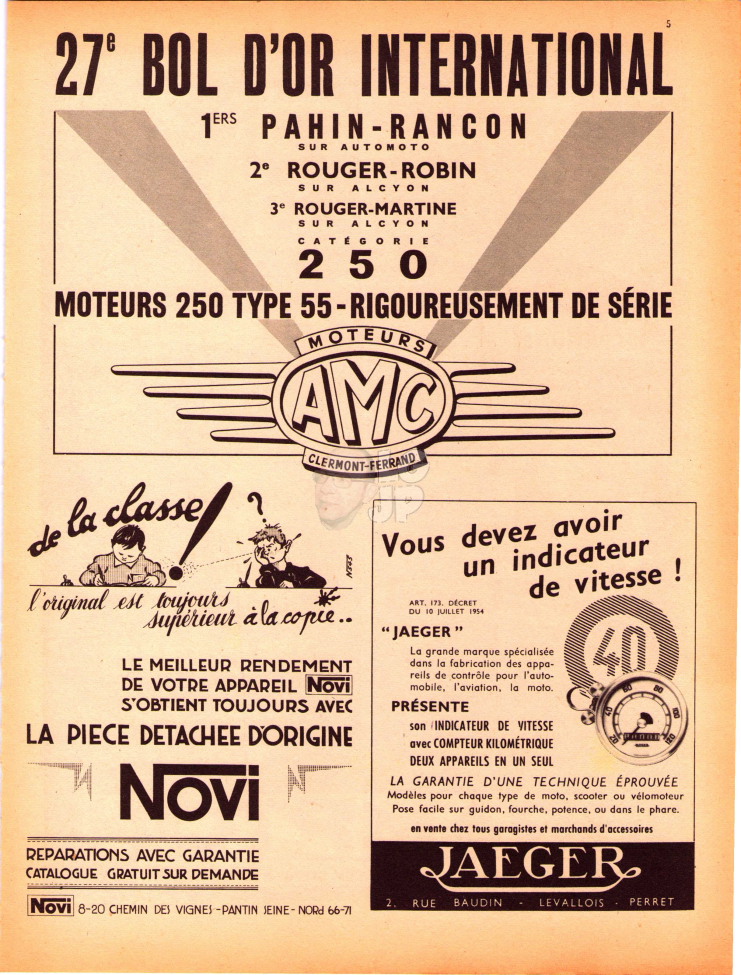 5
27e BOL D'OR INTERNATIONAL
1ERS PAHIN-RANCON
SUR AUTOMOTO
2e ROUGER-ROBIN
SUR ALCYON
3e ROUGER-MARTINE
SUR ALCYON
CATÉGORIE
250
MOTEURS 250 TYPE 55-RIGOUREUSEMENT DE SÉRIE
MOTEURS
AMC
CLERMONT-FERRAND
LC
JP
de la classe !
?
l'original est toujours
supérieur à la copie..
LE MEILLEUR RENDEMENT
DE VOTRE APPAREIL NOVI
S'OBTIENT TOUJOURS AVEC
LA PIECE DETACHEE D'ORIGINE
NOVI
REPARATIONS AVEC GARANTIE
CATALOGUE GRATUIT SUR DEMANDE
NOVI 8-20 CHEMIN DES VIGNES-PANTIN SEINE-NORd 66-71
Vous devez avoir
un indicateur
de vitesse !
ART. 173. DÉCRET
DU 10 JUILLET 1954
"JAEGER"
La grande marque spécialisée
dans la fabrication des appa-
reils de contrôle pour l'auto-
mobile, l'aviation, la moto.
PRÉSENTE
son INDICATEUR DE VITESSE
avec COMPTEUR KILOMÉTRIQUE
DEUX APPAREILS EN UN SEUL
40
20 40 60 80 100 120
LA GARANTIE D'UNE TECHNIQUE ÉPROUVÉE
Modèles pour chaque type de moto, scooter ou vélomoteur
Pose facile sur guidon, fourche, potence, ou dans le phare.
en vente chez tous garagistes et marchands d'accessoires
JAEGER
2, RUE BAUDIN - LEVALLOIS - PERRET